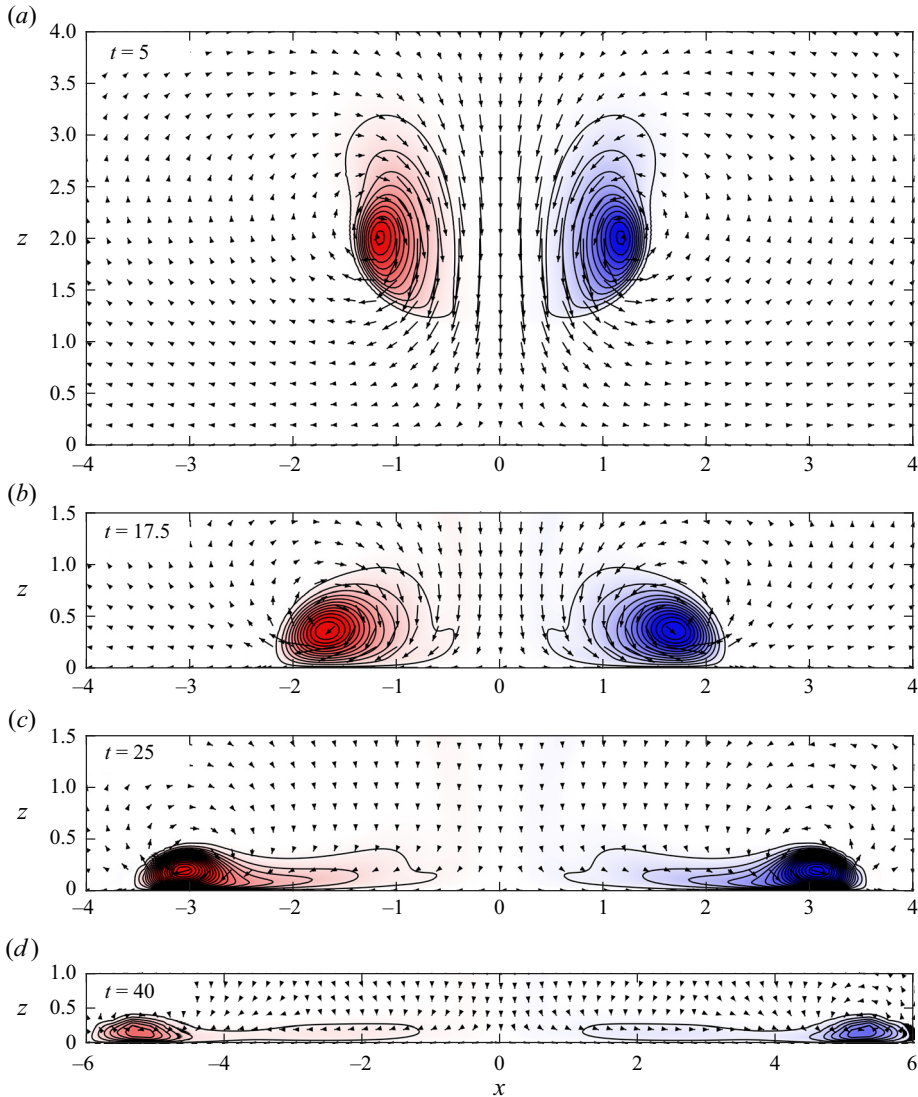 (a)
4.0
t = 5
3.5
3.0
2.5
z 2.0
1.5
1.0
0.5
0
–4 –3 –2 –1 0 1 2 3 4
(b)
1.5
t = 17.5
1.0
z
0.5
0
–4 –3 –2 –1 0 1 2 3 4
(c)
1.5
t = 25
1.0
z
0.5
0
–4 –3 –2 –1 0 1 2 3 4
(d)
1.0
t = 40
z 0.5
0
–6 –4 –2 0 2 4 6
x